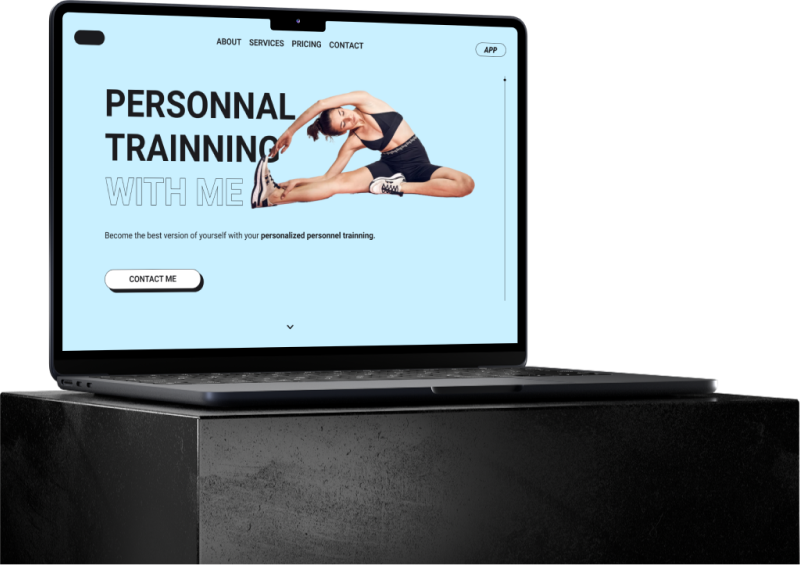 ABOUT SERVICES PRICING CONTACT
APP
PERSONNAL
TRAINNING
WITH ME
Become the best version of yourself with your personalized personnel trainning.
CONTACT ME